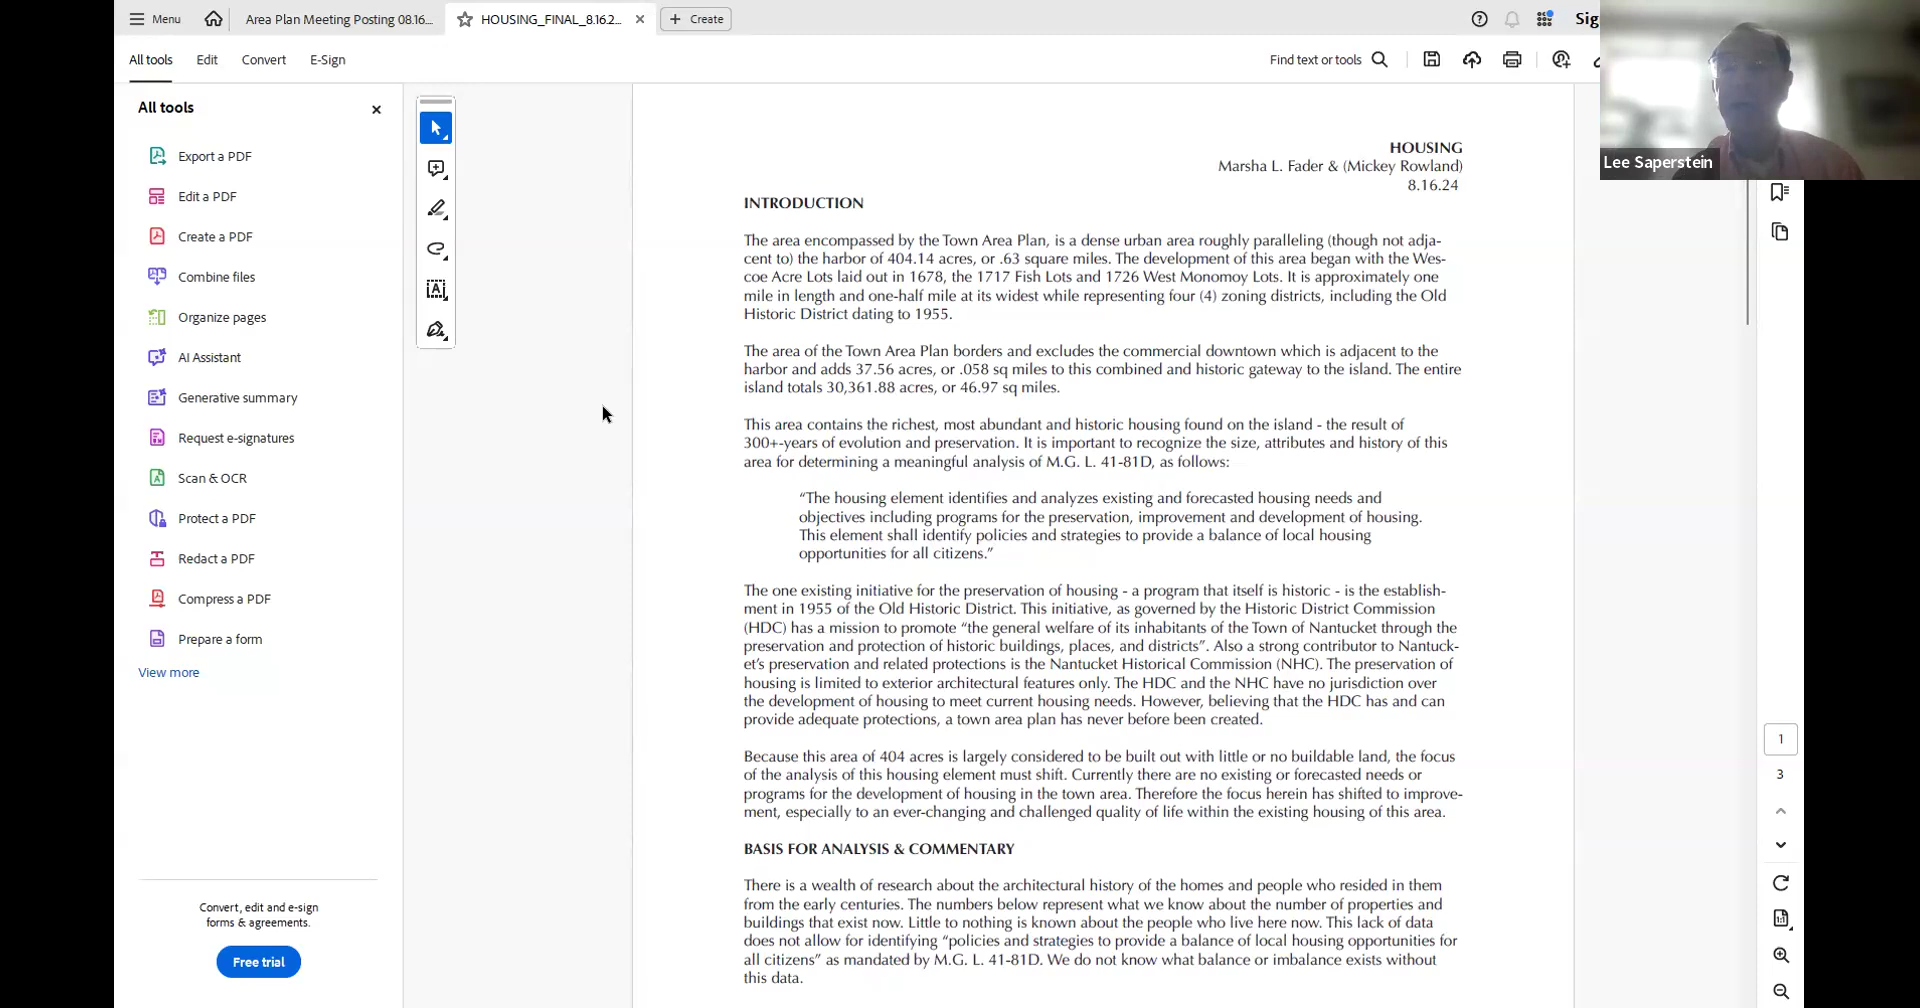 Menu
Area Plan Meeting Posting 08.16...
HOUSING_FINAL_8.16.2...
Create
All tools
Edit
Convert
E-Sign
Find text or tools
Lee Saperstein
All tools
Export a PDF
Edit a PDF
Create a PDF
Combine files
Organize pages
AI Assistant
Generative summary
Request e-signatures
Scan & OCR
Protect a PDF
Redact a PDF
Compress a PDF
Prepare a form
View more
Convert, edit and e-sign
forms & agreements.
Free trial
HOUSING
Marsha L. Fader & (Mickey Rowland)
8.16.24
INTRODUCTION
The area encompassed by the Town Area Plan, is a dense urban area roughly paralleling (though not adja-
cent to) the harbor of 404.14 acres, or .63 square miles. The development of this area began with the Wes-
coe Acre Lots laid out in 1678, the 1717 Fish Lots and 1726 West Monomoy Lots. It is approximately one
mile in length and one-half mile at its widest while representing four (4) zoning districts, including the Old
Historic District dating to 1955.
The area of the Town Area Plan borders and excludes the commercial downtown which is adjacent to the
harbor and adds 37.56 acres, or .058 sq miles to this combined and historic gateway to the island. The entire
island totals 30,361.88 acres, or 46.97 sq miles.
This area contains the richest, most abundant and historic housing found on the island - the result of
300+-years of evolution and preservation. It is important to recognize the size, attributes and history of this
area for determining a meaningful analysis of M.G. L. 41-81D, as follows:
“The housing element identifies and analyzes existing and forecasted housing needs and
objectives including programs for the preservation, improvement and development of housing.
This element shall identify policies and strategies to provide a balance of local housing
opportunities for all citizens.”
The one existing initiative for the preservation of housing - a program that itself is historic - is the establish-
ment in 1955 of the Old Historic District. This initiative, as governed by the Historic District Commission
(HDC) has a mission to promote “the general welfare of its inhabitants of the Town of Nantucket through the
preservation and protection of historic buildings, places, and districts”. Also a strong contributor to Nantuck-
et’s preservation and related protections is the Nantucket Historical Commission (NHC). The preservation of
housing is limited to exterior architectural features only. The HDC and the NHC have no jurisdiction over
the development of housing to meet current housing needs. However, believing that the HDC has and can
provide adequate protections, a town area plan has never before been created.
Because this area of 404 acres is largely considered to be built out with little or no buildable land, the focus
of the analysis of this housing element must shift. Currently there are no existing or forecasted needs or
programs for the development of housing in the town area. Therefore the focus herein has shifted to improve-
ment, especially to an ever-changing and challenged quality of life within the existing housing of this area.
BASIS FOR ANALYSIS & COMMENTARY
There is a wealth of research about the architectural history of the homes and people who resided in them
from the early centuries. The numbers below represent what we know about the number of properties and
buildings that exist now. Little to nothing is known about the people who live here now. This lack of data
does not allow for identifying “policies and strategies to provide a balance of local housing opportunities for
all citizens” as mandated by M.G. L. 41-81D. We do not know what balance or imbalance exists without
this data.
1
3